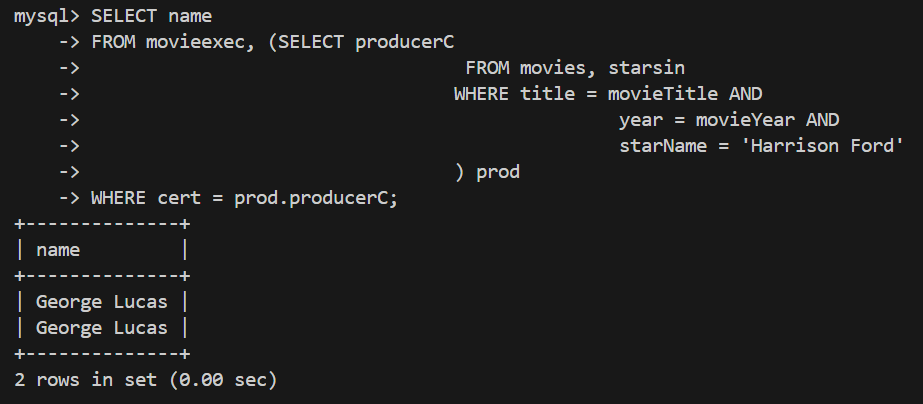 mysql> SELECT name
    -> FROM movieexec, (SELECT producerC
    ->                                   FROM movies, starsin
    ->                                  WHERE title = movieTitle AND
    ->                                                 year = movieYear AND
    ->                                                 starName = 'Harrison Ford'
    ->                                  ) prod
    -> WHERE cert = prod.producerC;
+--------------+
| name         |
+--------------+
| George Lucas |
| George Lucas |
+--------------+
2 rows in set (0.00 sec)